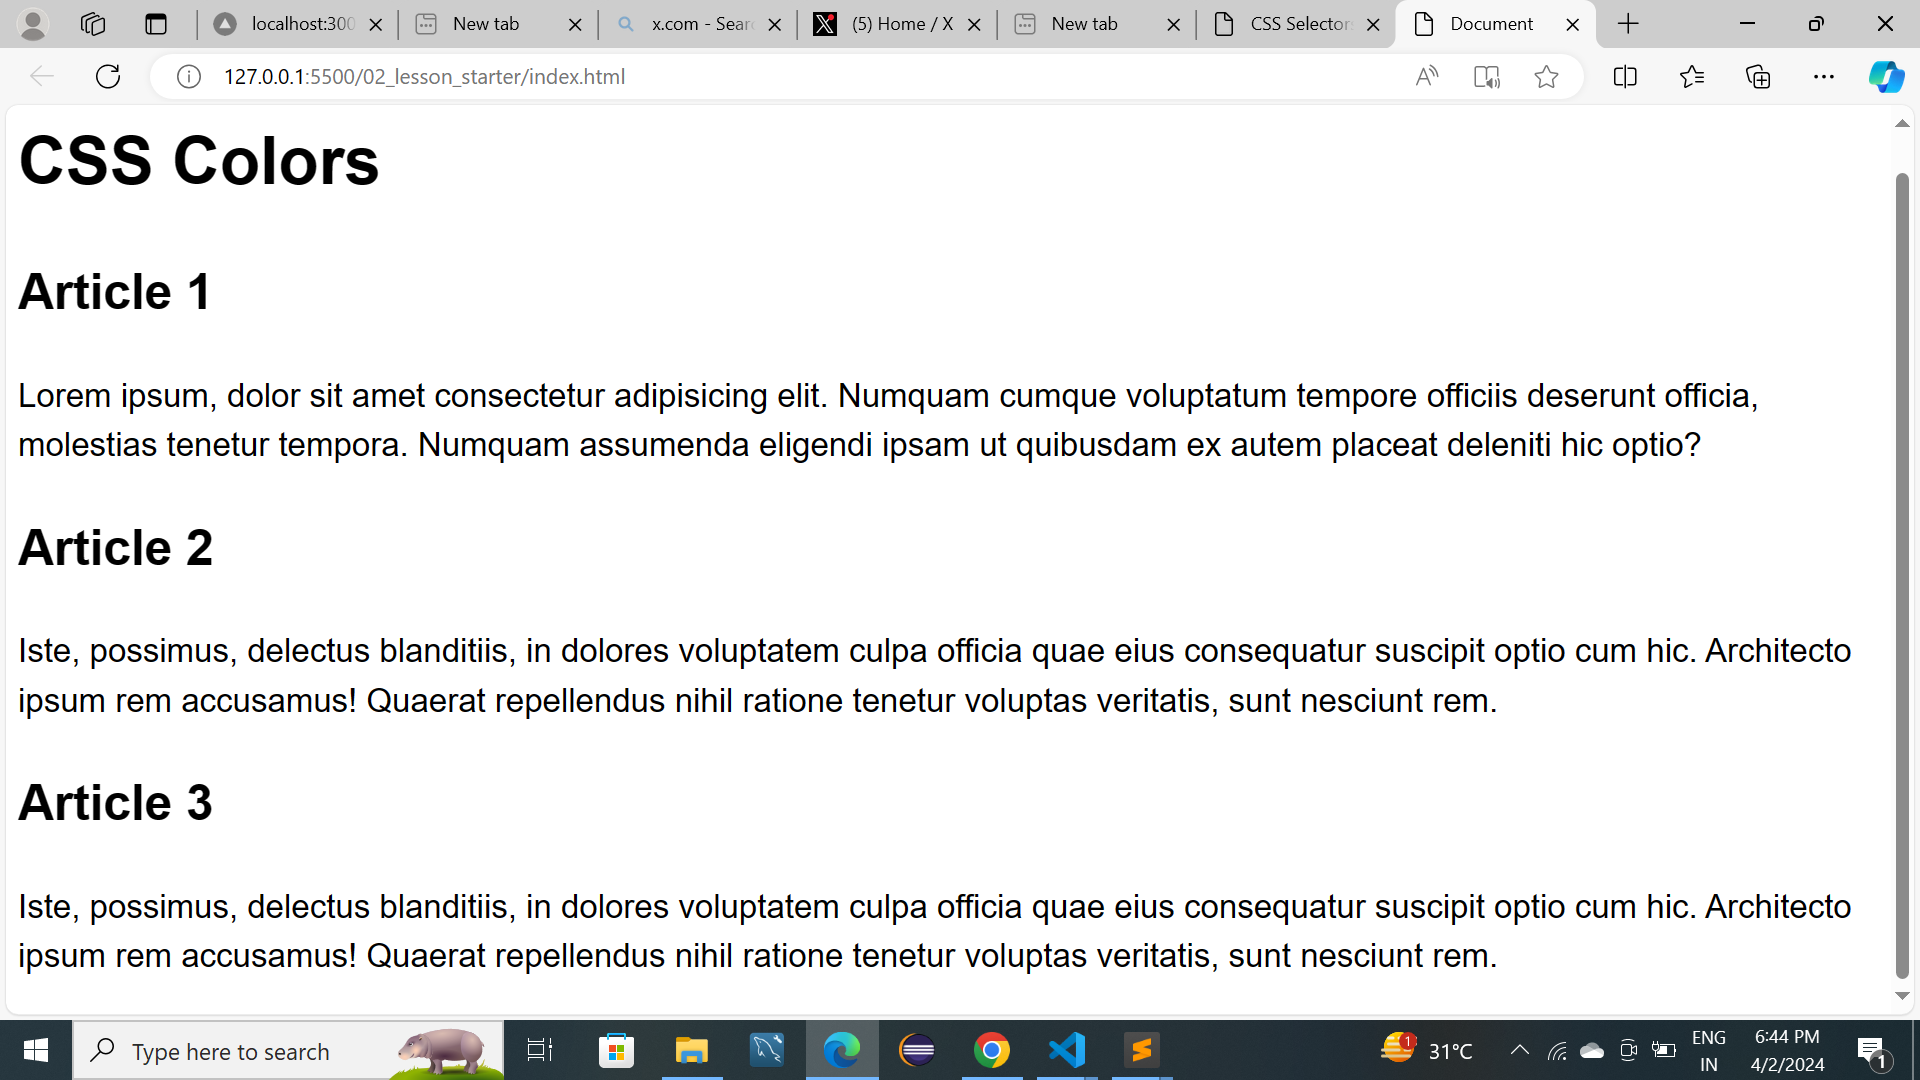 localhost:300
New tab
x.com - Sear
(5) Home / X
New tab
CSS Selector
Document
127.0.0.1:5500/02_lesson_starter/index.html
CSS Colors
Article 1
Lorem ipsum, dolor sit amet consectetur adipisicing elit. Numquam cumque voluptatum tempore officiis deserunt officia,
molestias tenetur tempora. Numquam assumenda eligendi ipsam ut quibusdam ex autem placeat deleniti hic optio?
Article 2
Iste, possimus, delectus blanditiis, in dolores voluptatem culpa officia quae eius consequatur suscipit optio cum hic. Architecto
ipsum rem accusamus! Quaerat repellendus nihil ratione tenetur voluptas veritatis, sunt nesciunt rem.
Article 3
Iste, possimus, delectus blanditiis, in dolores voluptatem culpa officia quae eius consequatur suscipit optio cum hic. Architecto
ipsum rem accusamus! Quaerat repellendus nihil ratione tenetur voluptas veritatis, sunt nesciunt rem.
Type here to search
1
31°C
ENG
IN
6:44 PM
4/2/2024
1